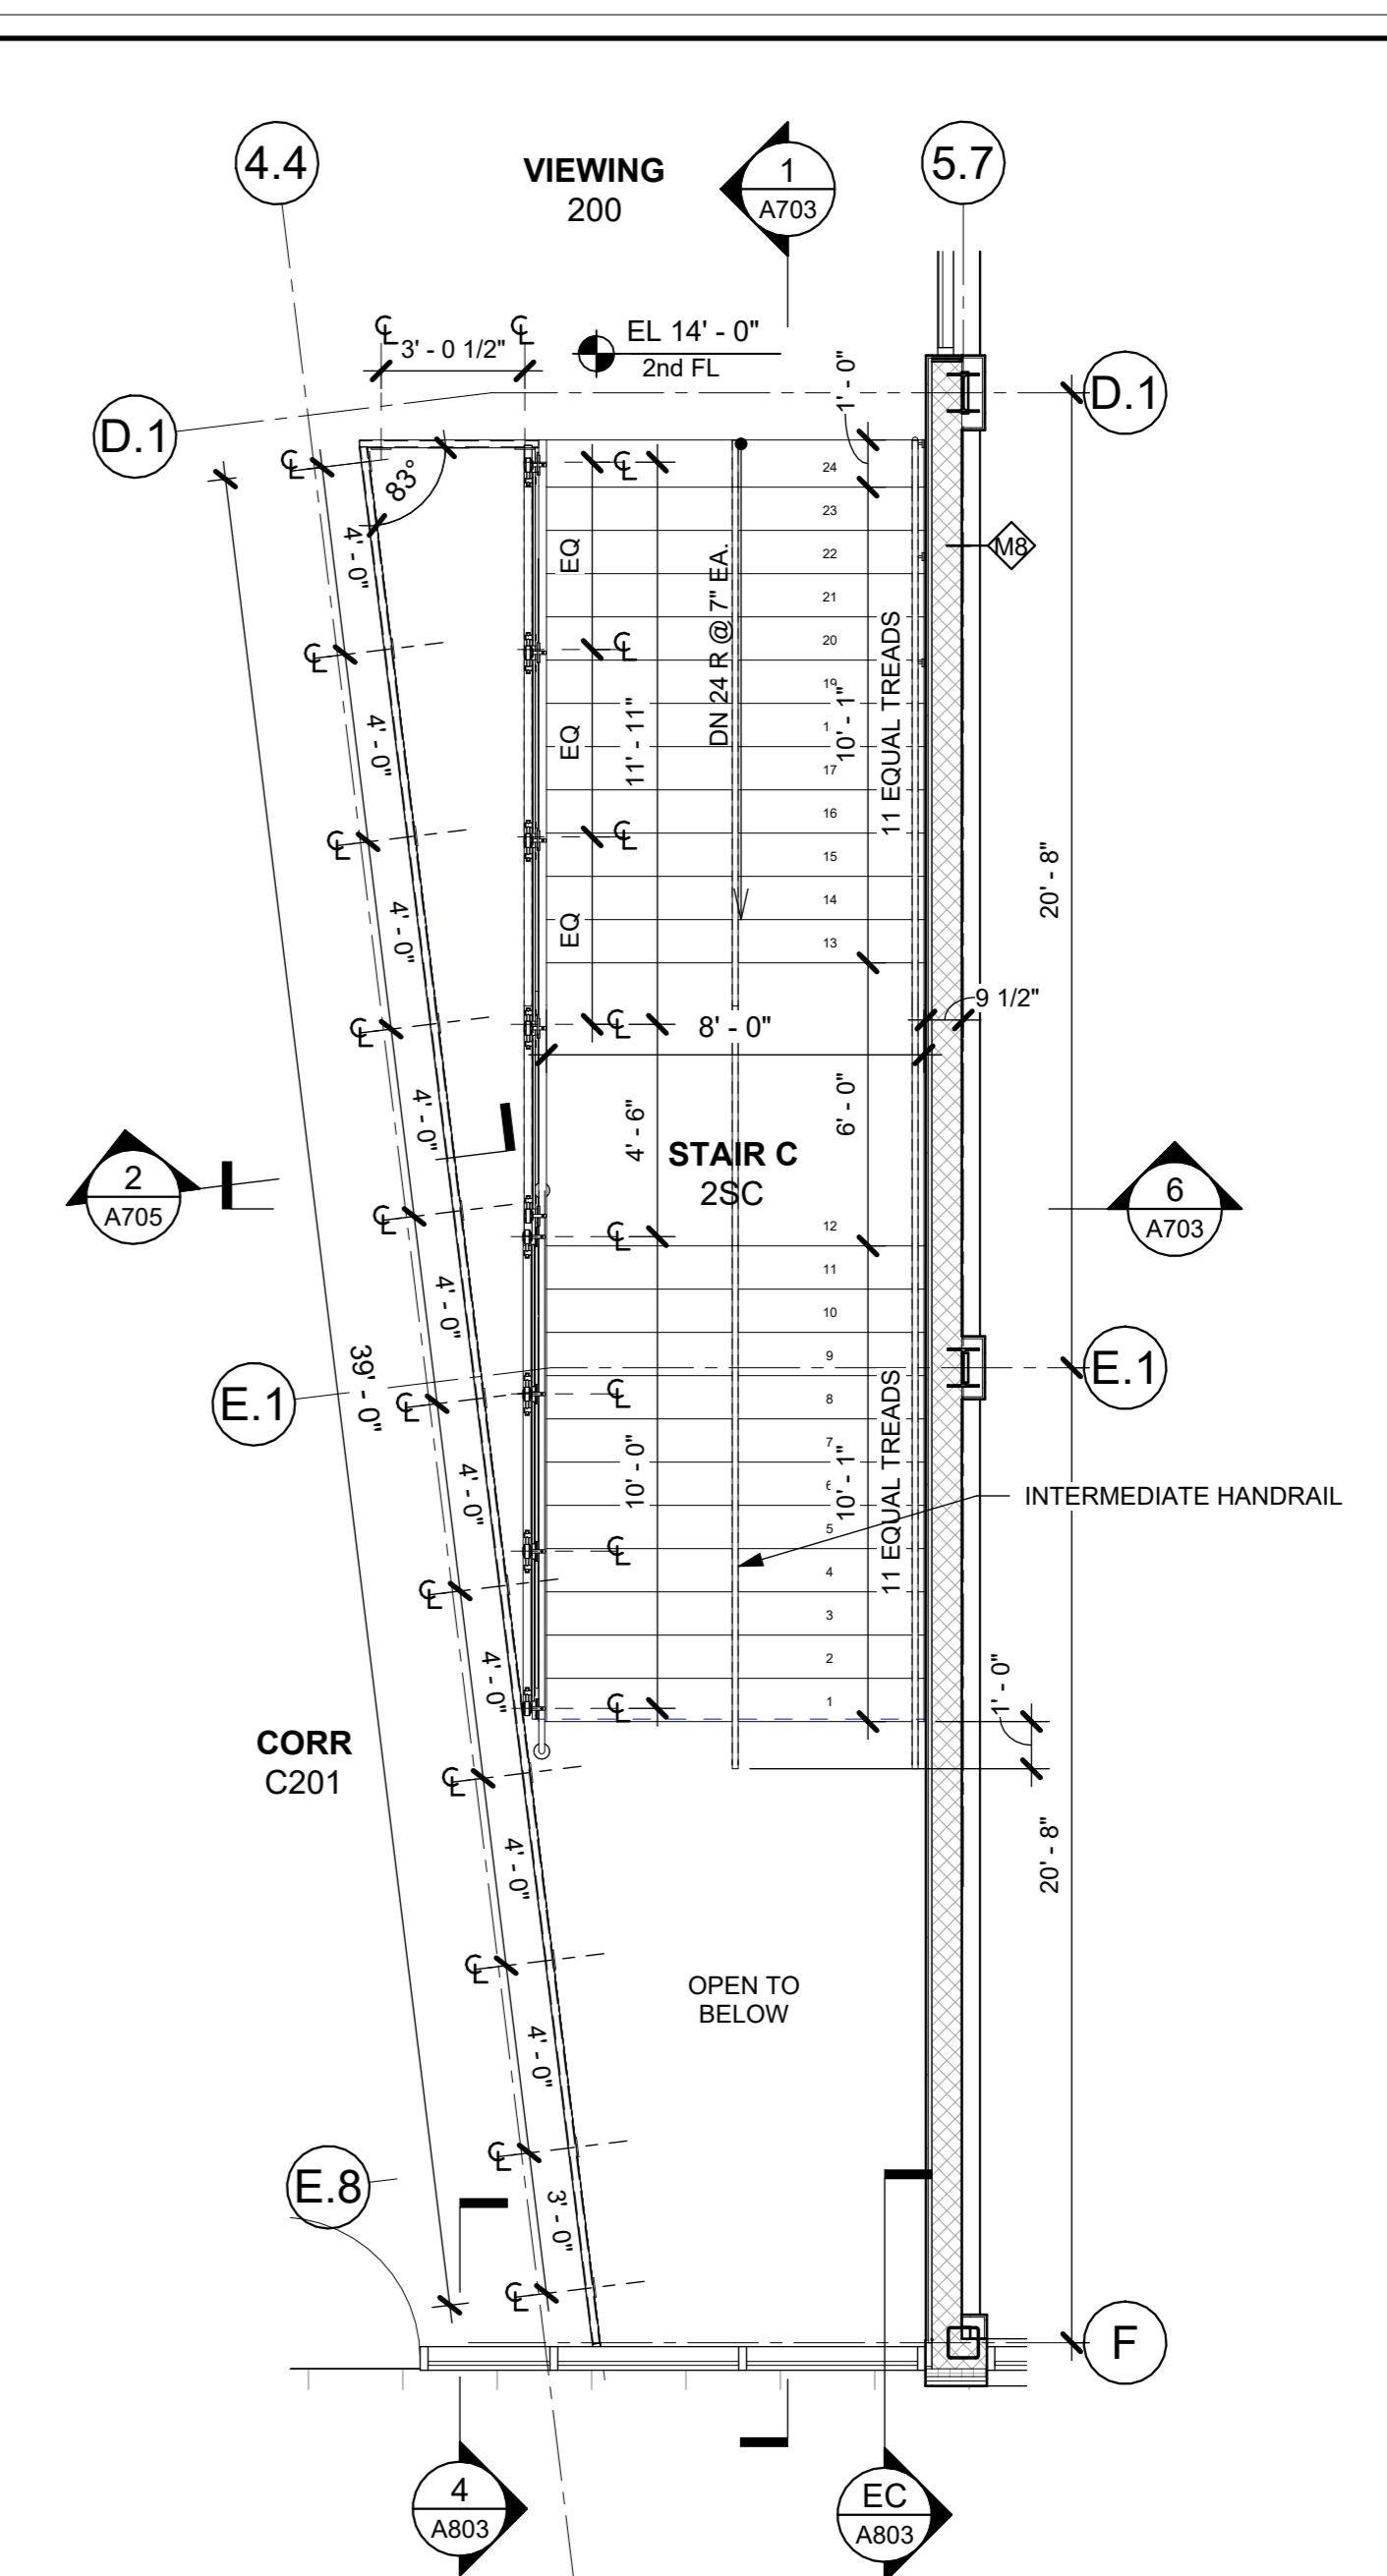 4.4
VIEWING
200
1
A703
5.7
EL 14' - 0"
2nd FL
3' - 0 1/2"
1' - 0"
D.1
D.1
83°
24
23
22
21
20
19
1
17
16
15
14
13
M8
EQ
EQ
EQ
11' - 11"
DN 24 R @ 7" EA.
10' - 1"
11 EQUAL TREADS
20' - 8"
4' - 0"
4' - 0"
4' - 0"
4' - 0"
4' - 0"
4' - 0"
4' - 0"
4' - 0"
4' - 0"
3' - 0"
39' - 0"
9 1/2"
8' - 0"
4' - 6"
6' - 0"
STAIR C
2SC
2
A705
6
A703
12
11
10
9
8
7
6
5
4
3
2
1
E.1
E.1
10' - 0"
10' - 1"
11 EQUAL TREADS
INTERMEDIATE HANDRAIL
1' - 0"
CORR
C201
20' - 8"
OPEN TO
BELOW
E.8
F
4
A803
EC
A803